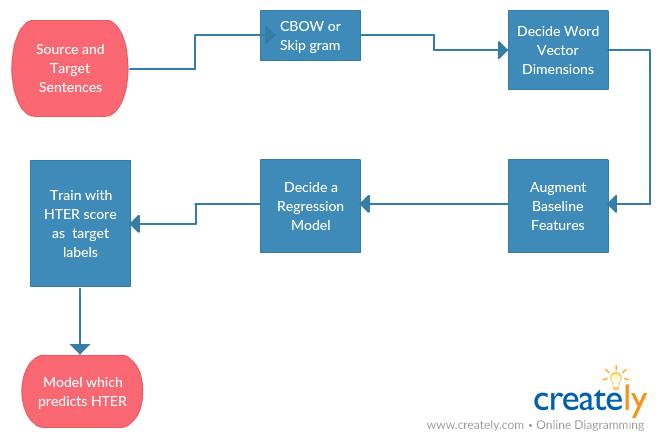 Source and
Target
Sentences
CBOW or
Skip gram
Decide Word
Vector
Dimensions
Augment
Baseline
Features
Decide a
Regression
Model
Train with
HTER score
as target
labels
Model which
predicts HTER
creately
www.creately.com • Online Diagramming